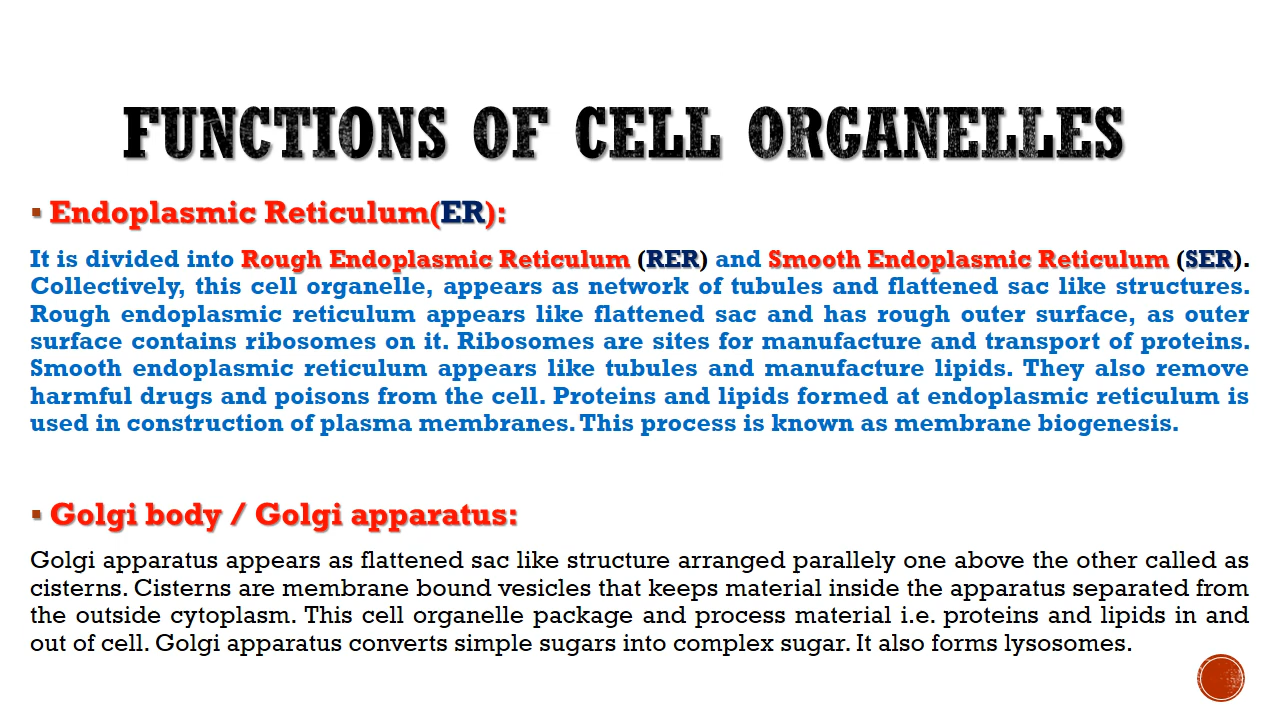 FUNCTIONS OF CELL ORGANELLES
▪ Endoplasmic Reticulum(ER):
It is divided into Rough Endoplasmic Reticulum (RER) and Smooth Endoplasmic Reticulum (SER).
Collectively, this cell organelle, appears as network of tubules and flattened sac like structures.
Rough endoplasmic reticulum appears like flattened sac and has rough outer surface, as outer
surface contains ribosomes on it. Ribosomes are sites for manufacture and transport of proteins.
Smooth endoplasmic reticulum appears like tubules and manufacture lipids. They also remove
harmful drugs and poisons from the cell. Proteins and lipids formed at endoplasmic reticulum is
used in construction of plasma membranes. This process is known as membrane biogenesis.
▪ Golgi body / Golgi apparatus:
Golgi apparatus appears as flattened sac like structure arranged parallely one above the other called as
cisterns. Cisterns are membrane bound vesicles that keeps material inside the apparatus separated from
the outside cytoplasm. This cell organelle package and process material i.e. proteins and lipids in and
out of cell. Golgi apparatus converts simple sugars into complex sugar. It also forms lysosomes.